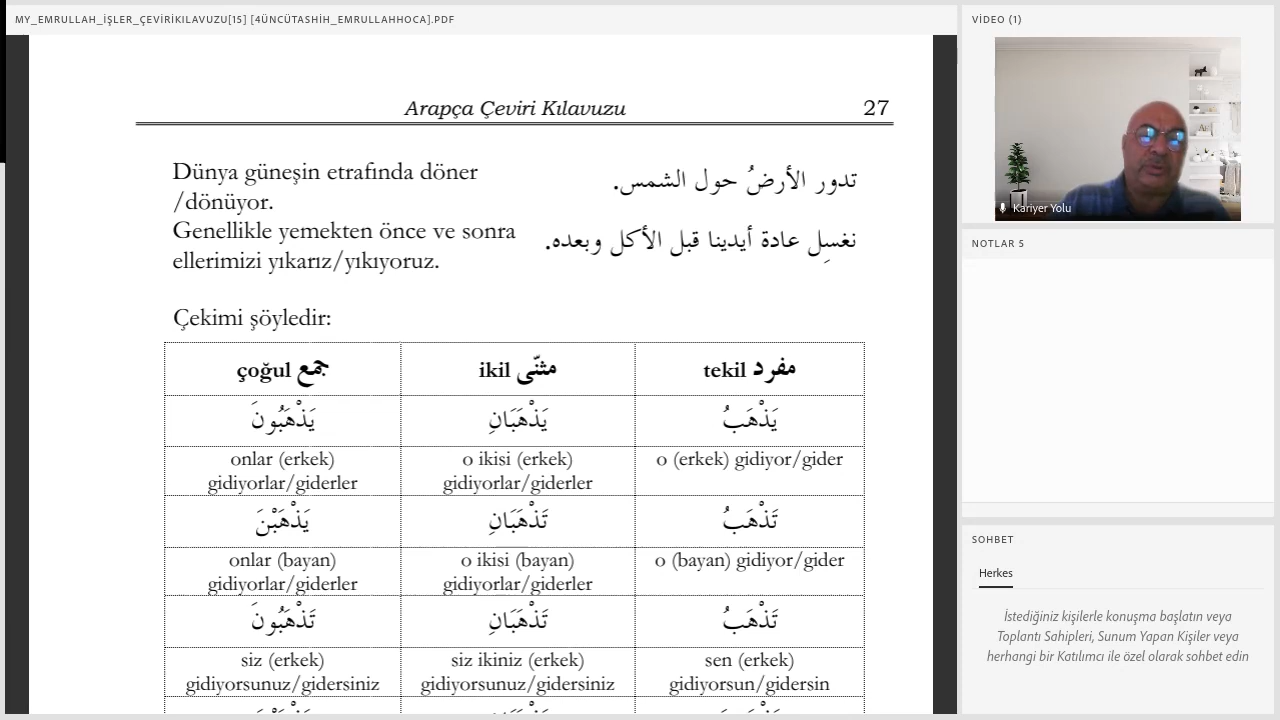 MY_EMRULLAH_İŞLER_ÇEVİRİKILAVUZU[15] [4ÜNCÜTASHİH_EMRULLAHHOCA].PDF
Arapça Çeviri Kılavuzu 27
Dünya güneşin etrafında döner
/dönüyor.
تدور الأرضُ حول الشمس.
Genellikle yemekten önce ve sonra
ellerimizi yıkarız/yıkıyoruz.
نغسِل عادة أيدينا قبل الأكل وبعده.
Çekimi şöyledir:
çoğul جمع ikil مثنّى tekil مفرد
يَذْهَبُونَ يَذْهَبَانِ يَذْهَبُ
onlar (erkek) o ikisi (erkek) o (erkek) gidiyor/gider
gidiyorlar/giderler gidiyorlar/giderler
يَذْهَبْنَ تَذْهَبَانِ تَذْهَبُ
onlar (bayan) o ikisi (bayan) o (bayan) gidiyor/gider
gidiyorlar/giderler gidiyorlar/giderler
تَذْهَبُونَ تَذْهَبَانِ تَذْهَبُ
siz (erkek) siz ikiniz (erkek) sen (erkek)
gidiyorsunuz/gidersiniz gidiyorsunuz/gidersiniz gidiyorsun/gidersin
VİDEO (1)
Kariyer Yolu
NOTLAR 5
SOHBET
Herkes
İstediğiniz kişilerle konuşma başlatın veya
Toplantı Sahipleri, Sunum Yapan Kişiler veya
herhangi bir Katılımcı ile özel olarak sohbet edin